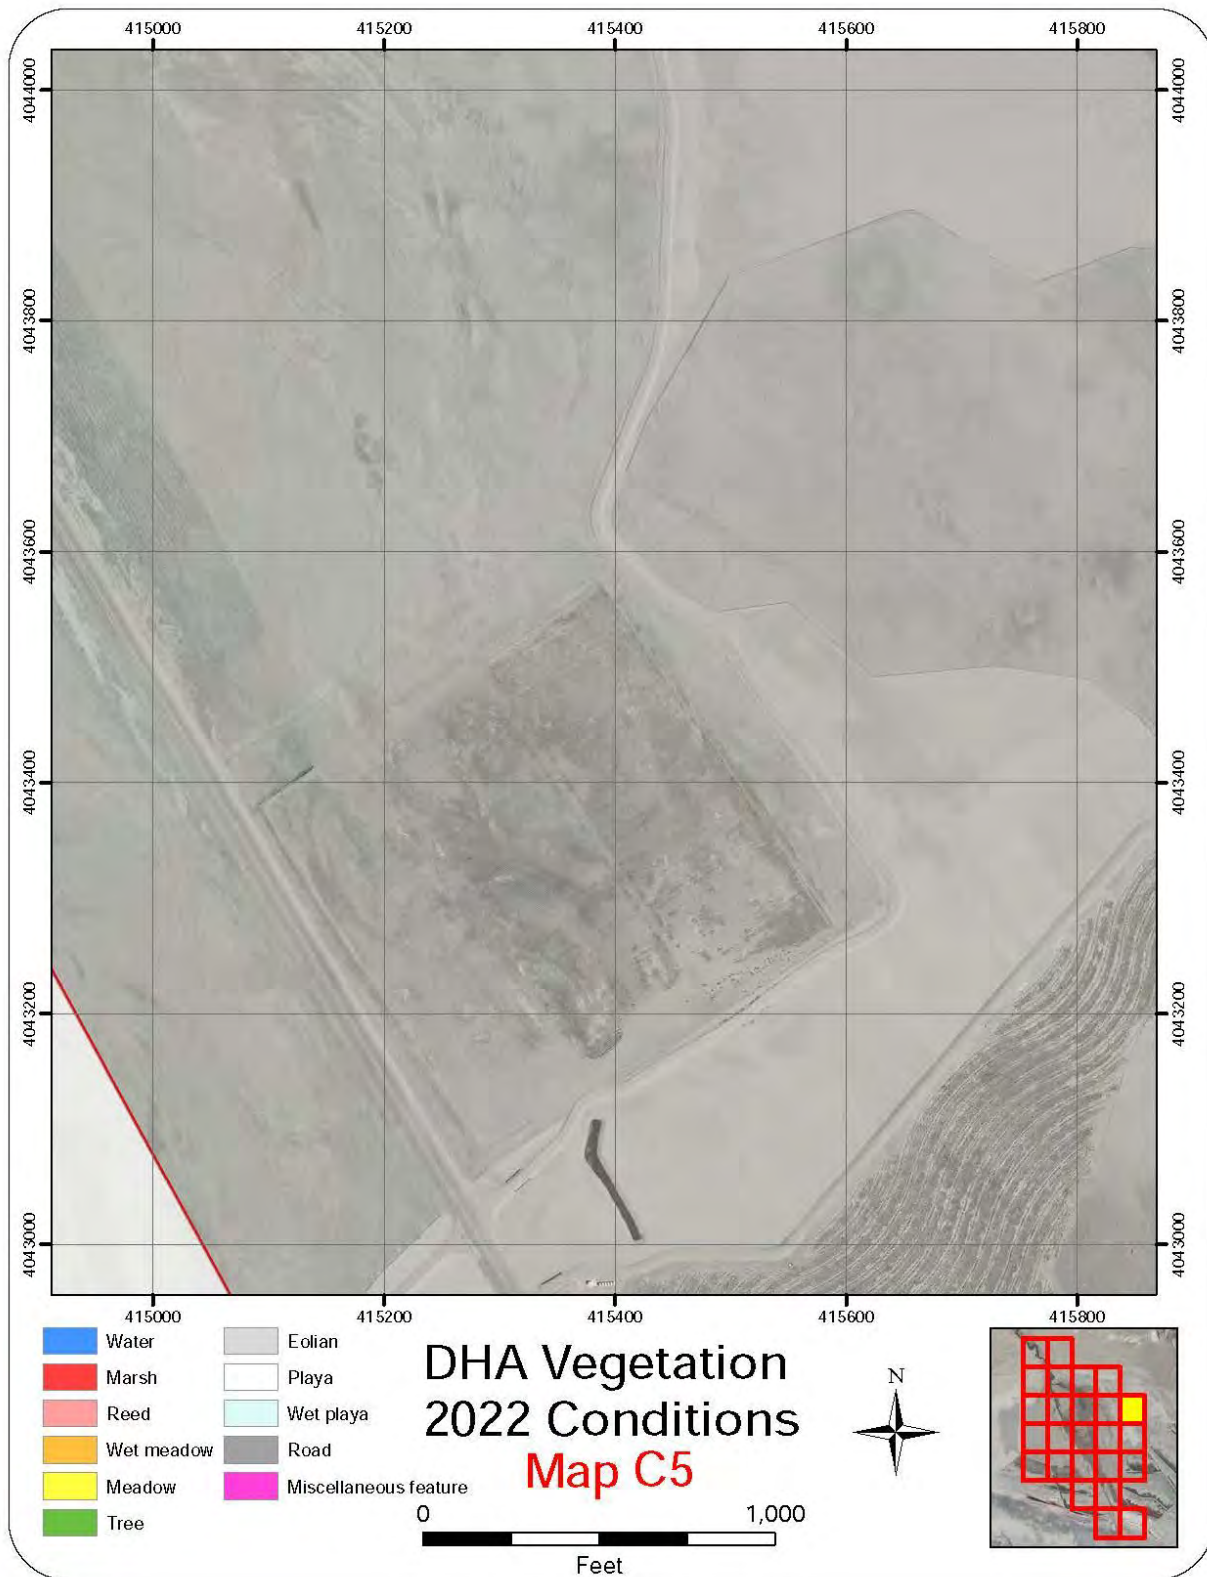 415000 415200 415400 415600 415800
4044000 4044000
4043800 4043800
4043600 4043600
4043400 4043400
4043200 4043200
4043000 4043000
415000 415200 415400 415600 415800
Water
Marsh
Reed
Wet meadow
Meadow
Tree
Eolian
Playa
Wet playa
Road
Miscellaneous feature
DHA Vegetation
2022 Conditions
Map C5
0 1,000
Feet
N